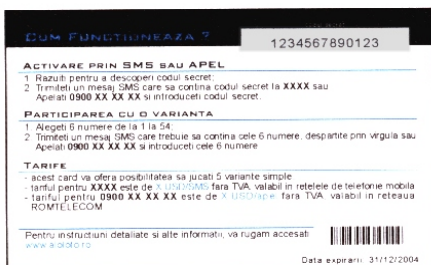 CUM FUNCTIONEAZA ?
1234567890123
ACTIVARE PRIN SMS SAU APEL
1 Razuiti pentru a descoperi codul secret;
2 Trimiteti un mesaj SMS care sa contina codul secret la XXXX sau
Apelati 0900 XX XX XX si introduceti codul secret.
PARTICIPAREA CU O VARIANTA
1 Alegeti 6 numere de la 1 la 54;
2 Trimiteti un mesaj SMS care trebuie sa contina cele 6 numere, despartite prin virgula sau
Apelati 0900 XX XX XX si introduceti cele 6 numere
TARIFE
- acest card va ofera posibilitatea sa jucati 5 variante simple
- tariful pentru XXXX este de X USD/SMS fara TVA valabil in retelele de telefonie mobila
- tariful pentru 0900 XX XX XX este de X USD/apel fara TVA valabil in reteaua
ROMTELECOM
Pentru instructiuni detaliate si alte informatii, va rugam accesati
Data expirarii 31/12/2004